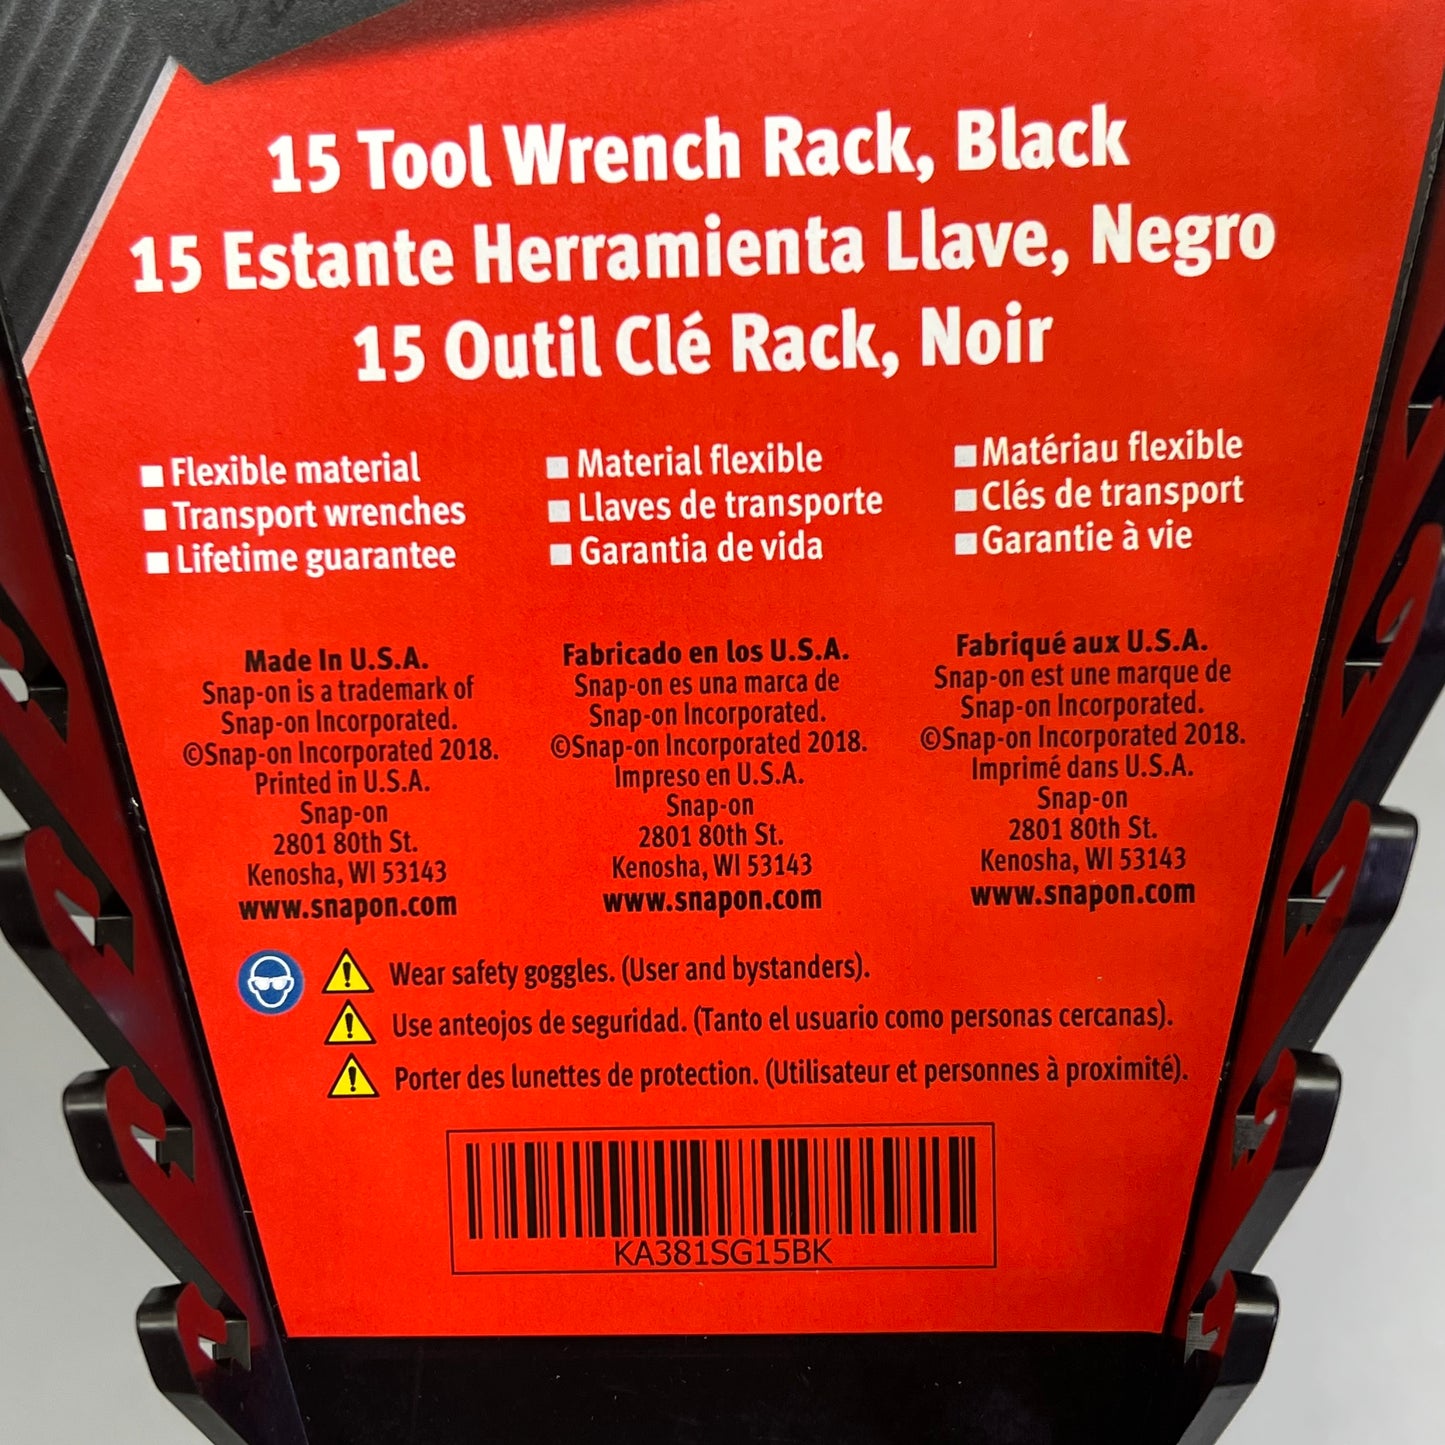 15 Tool Wrench Rack, Black
15 Estante Herramienta Llave, Negro
15 Outil Clé Rack, Noir
Flexible material
Transport wrenches
Lifetime guarantee
Material flexible
Llaves de transporte
Garantia de vida
Matériau flexible
Clés de transport
Garantie à vie
Made In U.S.A.
Snap-on is a trademark of
Snap-on Incorporated.
©Snap-on Incorporated 2018.
Printed in U.S.A.
Snap-on
2801 80th St.
Kenosha, WI 53143
www.snapon.com
Fabricado en los U.S.A.
Snap-on es una marca de
Snap-on Incorporated.
©Snap-on Incorporated 2018.
Impreso en U.S.A.
Snap-on
2801 80th St.
Kenosha, WI 53143
www.snapon.com
Fabriqué aux U.S.A.
Snap-on est une marque de
Snap-on Incorporated.
©Snap-on Incorporated 2018.
Imprimé dans U.S.A.
Snap-on
2801 80th St.
Kenosha, WI 53143
www.snapon.com
Wear safety goggles. (User and bystanders).
Use anteojos de seguridad. (Tanto el usuario como personas cercanas).
Porter des lunettes de protection. (Utilisateur et personnes à proximité).
KA381SG15BK